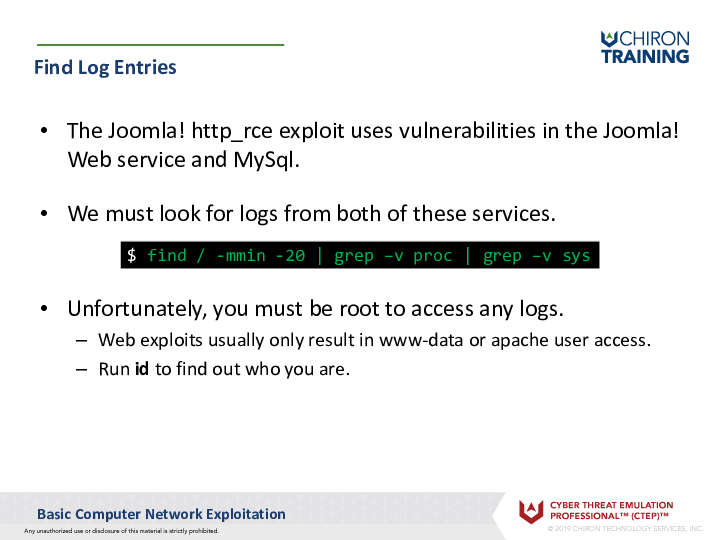 CHIRON
TRAINING
Find Log Entries
• The Joomla! http_rce exploit uses vulnerabilities in the Joomla!
Web service and MySql.
• We must look for logs from both of these services.
$ find / -mmin -20 | grep –v proc | grep –v sys
• Unfortunately, you must be root to access any logs.
– Web exploits usually only result in www-data or apache user access.
– Run id to find out who you are.
Basic Computer Network Exploitation
Any unauthorized use or disclosure of this material is strictly prohibited.
CYBER THREAT EMULATION
PROFESSIONAL™ (CTEP)™
© 2019 CHIRON TECHNOLOGY SERVICES, INC.